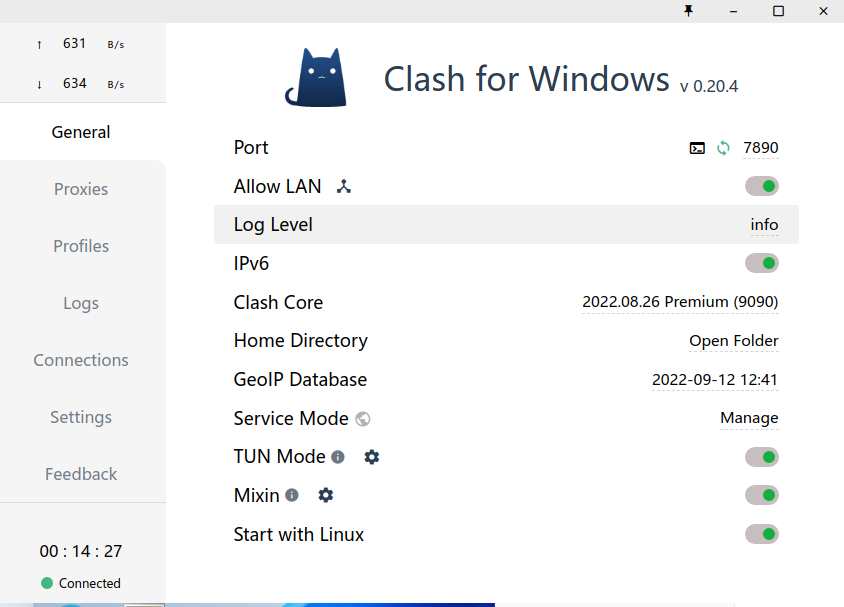 ↑ 631 B/s
↓ 634 B/s
General
Proxies
Profiles
Logs
Connections
Settings
Feedback
00 : 14 : 27
Connected
Clash for Windows v 0.20.4
Port 7890
Allow LAN
Log Level info
IPv6
Clash Core 2022.08.26 Premium (9090)
Home Directory Open Folder
GeoIP Database 2022-09-12 12:41
Service Mode Manage
TUN Mode
Mixin
Start with Linux